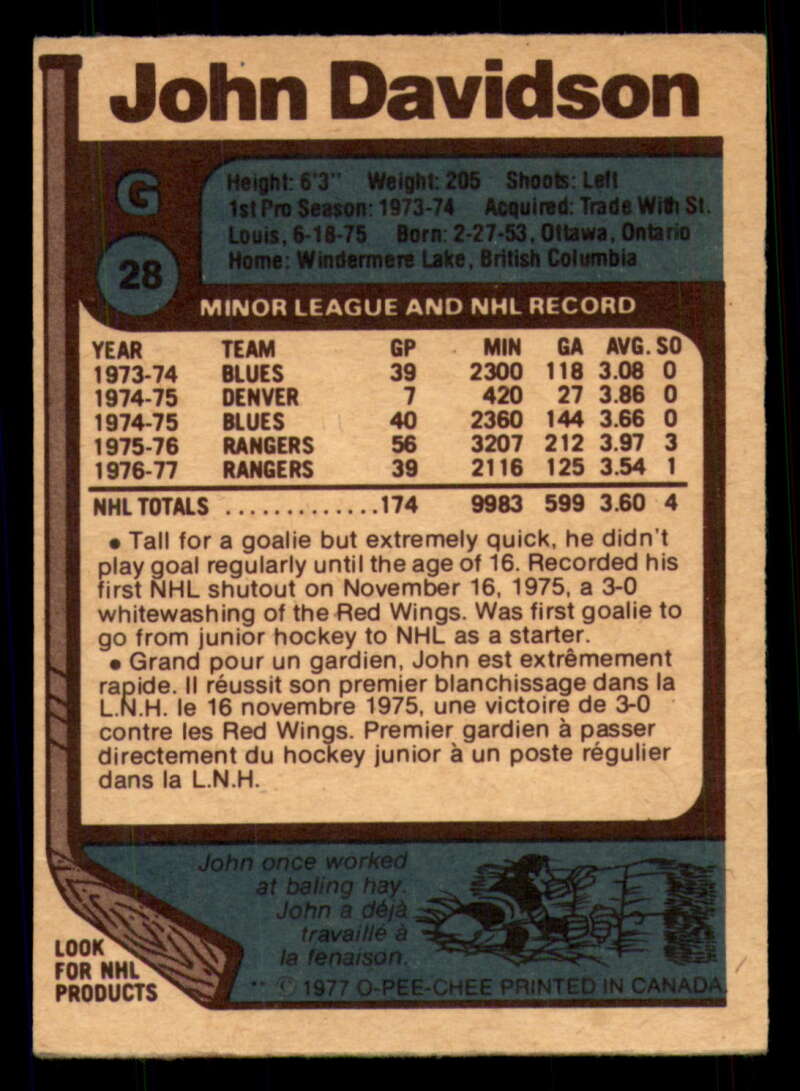 John Davidson
G
28
Height: 6'3" Weight: 205 Shoots: Left
1st Pro Season: 1973-74 Acquired: Trade With St.
Louis, 6-18-75 Born: 2-27-53, Ottawa, Ontario
Home: Windermere Lake, British Columbia
MINOR LEAGUE AND NHL RECORD
YEAR TEAM GP MIN GA AVG. SO
1973-74 BLUES 39 2300 118 3.08 0
1974-75 DENVER 7 420 27 3.86 0
1974-75 BLUES 40 2360 144 3.66 0
1975-76 RANGERS 56 3207 212 3.97 3
1976-77 RANGERS 39 2116 125 3.54 1
NHL TOTALS ..............174 9983 599 3.60 4
• Tall for a goalie but extremely quick, he didn't
play goal regularly until the age of 16. Recorded his
first NHL shutout on November 16, 1975, a 3-0
whitewashing of the Red Wings. Was first goalie to
go from junior hockey to NHL as a starter.
• Grand pour un gardien, John est extrêmement
rapide. Il réussit son premier blanchissage dans la
L.N.H. le 16 novembre 1975, une victoire de 3-0
contre les Red Wings. Premier gardien à passer
directement du hockey junior à un poste régulier
dans la L.N.H.
John once worked
at baling hay.
John a déjà
travaillé à
la fenaison.
LOOK
FOR NHL
PRODUCTS
** © 1977 O-PEE-CHEE PRINTED IN CANADA